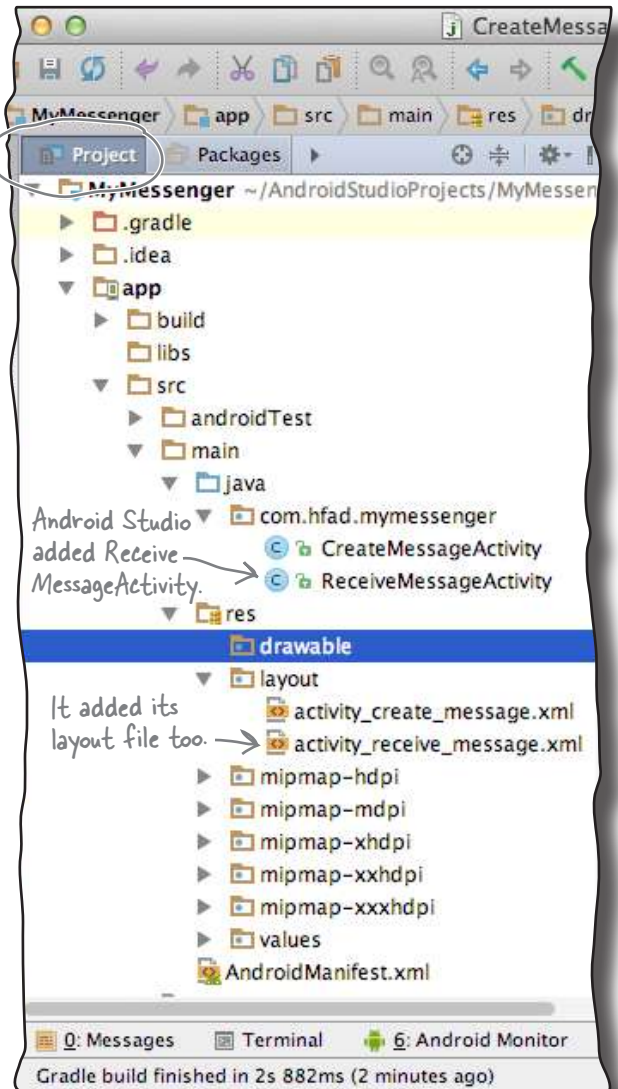 CreateMessa
MyMessenger app src main res dr
Project Packages
MyMessenger ~/AndroidStudioProjects/MyMessen
.gradle
.idea
app
build
libs
src
androidTest
main
java
Android Studio
added Receive
MessageActivity.
com.hfad.mymessenger
CreateMessageActivity
ReceiveMessageActivity
res
drawable
layout
It added its
layout file too.
activity_create_message.xml
activity_receive_message.xml
mipmap-hdpi
mipmap-mdpi
mipmap-xhdpi
mipmap-xxhdpi
mipmap-xxxhdpi
values
AndroidManifest.xml
0: Messages Terminal 6: Android Monitor
Gradle build finished in 2s 882ms (2 minutes ago)